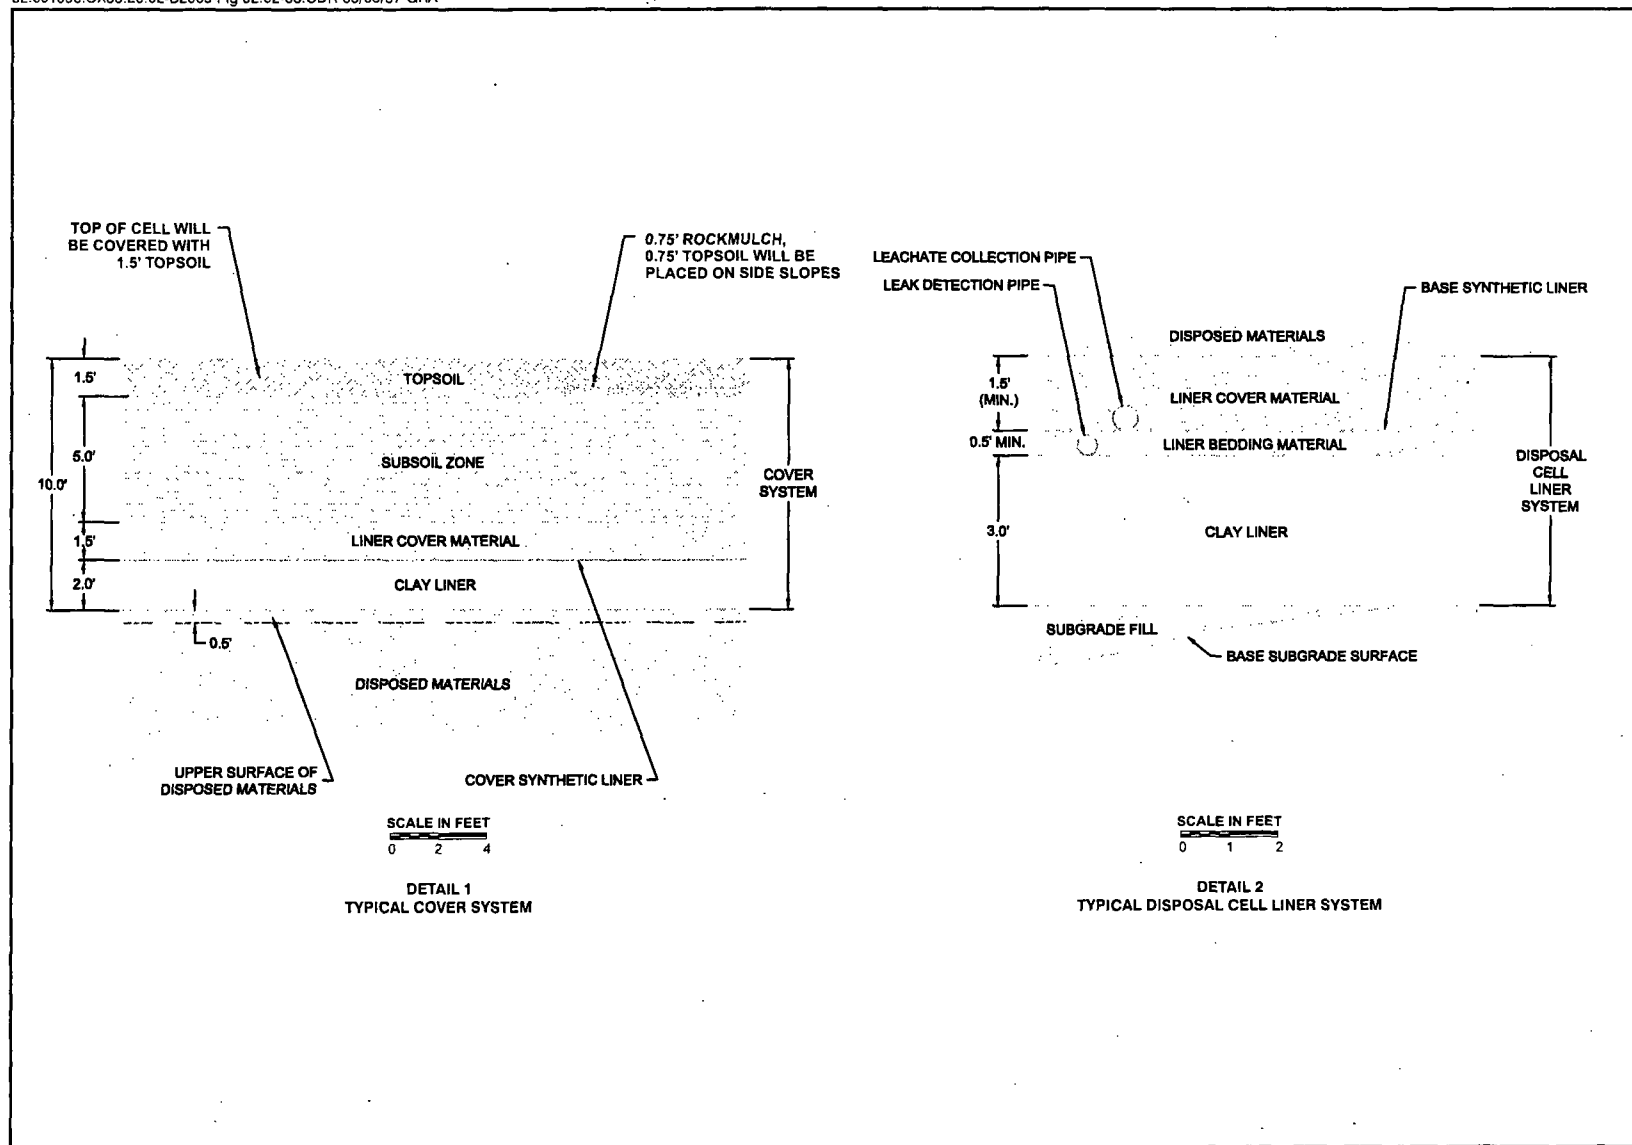 TOP OF CELL WILL
BE COVERED WITH
1.5' TOPSOIL
0.75' ROCKMULCH,
0.75' TOPSOIL WILL BE
PLACED ON SIDE SLOPES
1.5'
TOPSOIL
5.0'
10.0'
SUBSOIL ZONE
COVER
SYSTEM
1.5'
LINER COVER MATERIAL
2.0'
CLAY LINER
0.5'
DISPOSED MATERIALS
UPPER SURFACE OF
DISPOSED MATERIALS
COVER SYNTHETIC LINER
SCALE IN FEET
0 2 4
DETAIL 1
TYPICAL COVER SYSTEM
LEACHATE COLLECTION PIPE
LEAK DETECTION PIPE
BASE SYNTHETIC LINER
DISPOSED MATERIALS
1.5'
(MIN.)
LINER COVER MATERIAL
0.5' MIN.
LINER BEDDING MATERIAL
DISPOSAL
CELL
LINER
SYSTEM
3.0'
CLAY LINER
SUBGRADE FILL
BASE SUBGRADE SURFACE
SCALE IN FEET
0 1 2
DETAIL 2
TYPICAL DISPOSAL CELL LINER SYSTEM